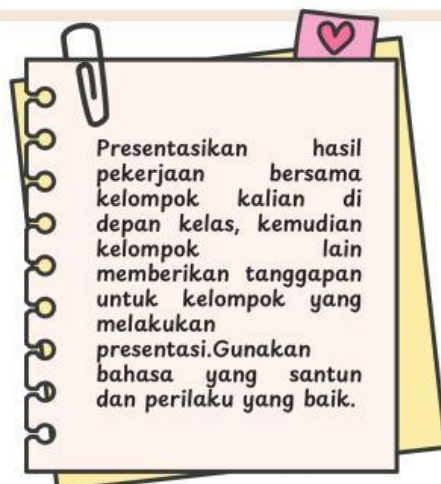 Presentasikan hasil
pekerjaan bersama
kelompok kalian di
depan kelas, kemudian
kelompok lain
memberikan tanggapan
untuk kelompok yang
melakukan
presentasi.Gunakan
bahasa yang santun
dan perilaku yang baik.